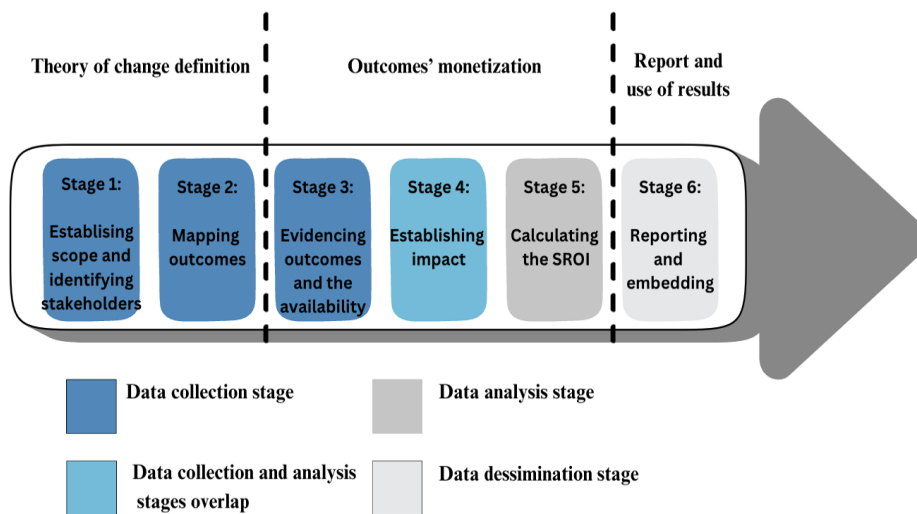 Theory of change definition
Outcomes' monetization
Report and
use of results
Stage 1:
Establising
scope and
identifying
stakeholders
Stage 2:
Mapping
outcomes
Stage 3:
Evidencing
outcomes
and the
availability
Stage 4:
Establishing
impact
Stage 5:
Calculating
the SROI
Stage 6:
Reporting
and
embedding
Data collection stage
Data analysis stage
Data collection and analysis
stages overlap
Data dessimination stage